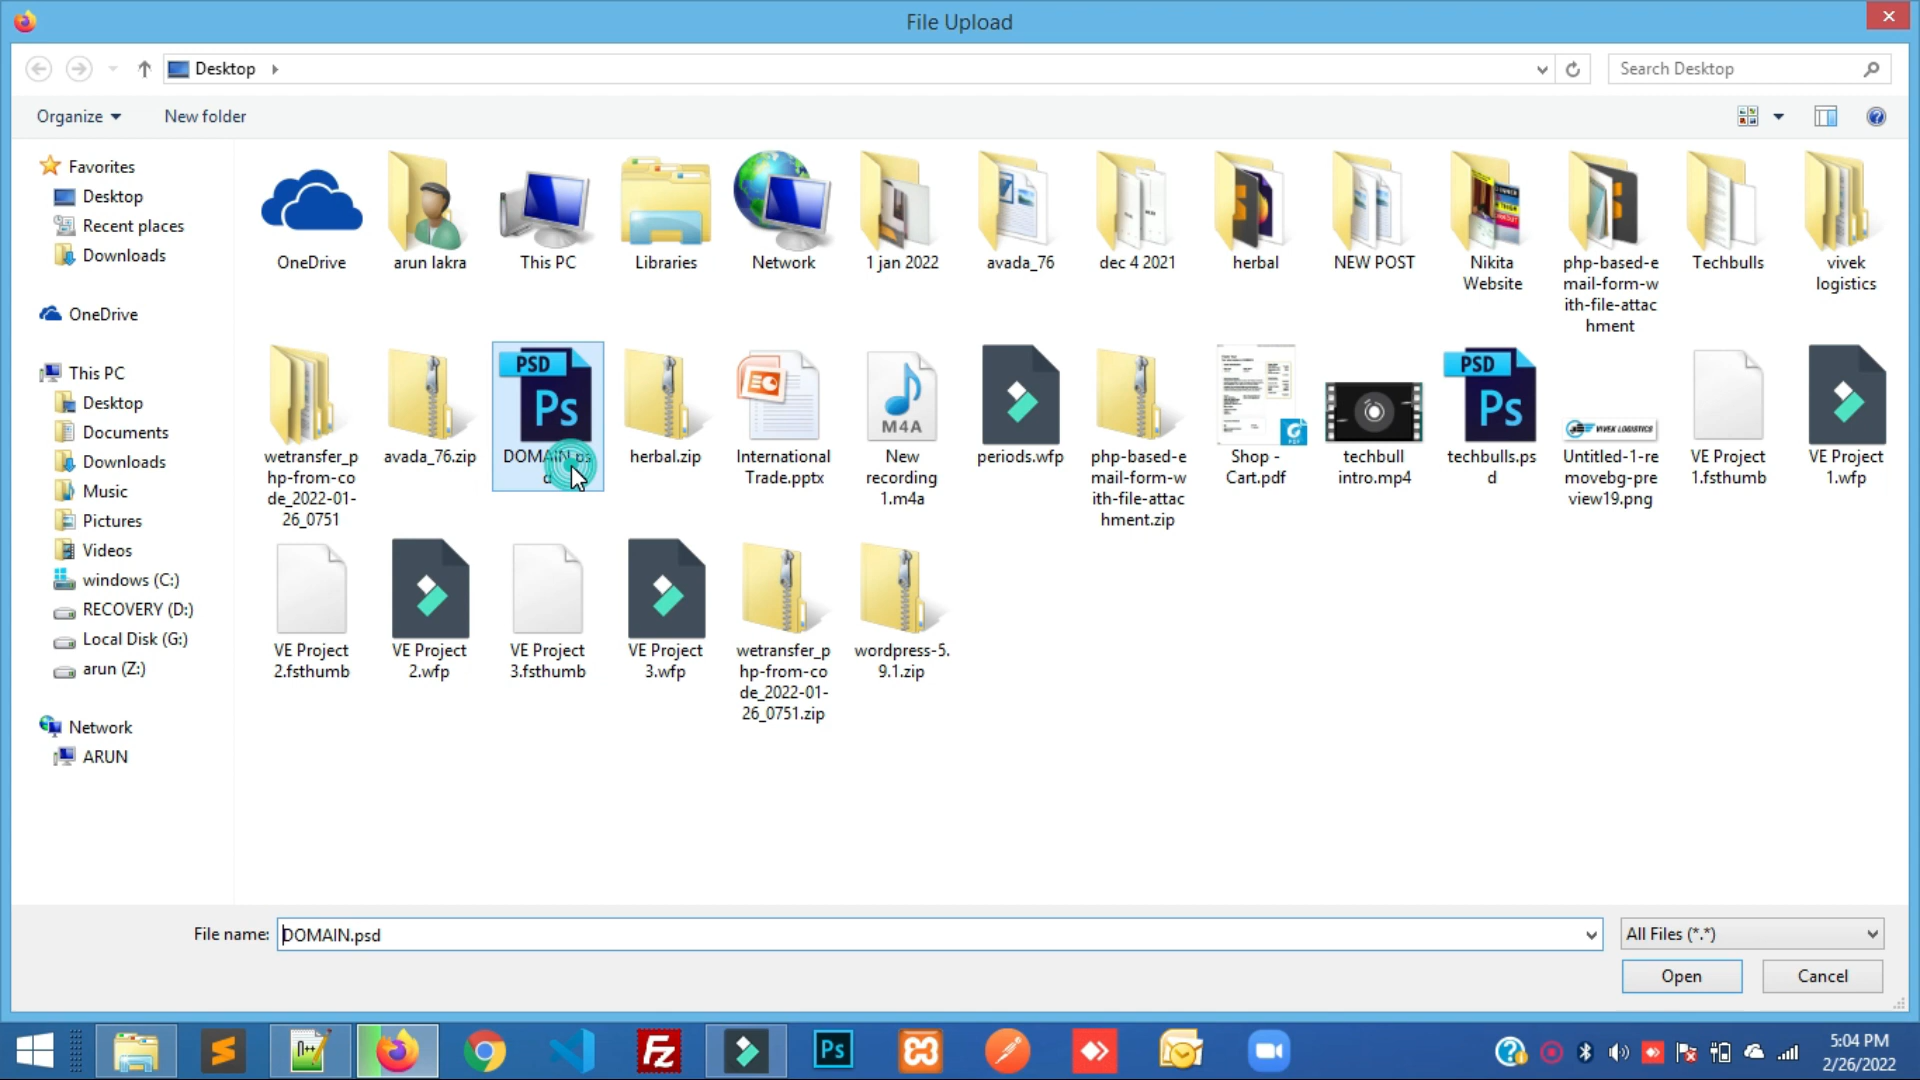 File Upload
Desktop
Search Desktop
Organize
New folder
Favorites
Desktop
Recent places
Downloads
OneDrive
This PC
Desktop
Documents
Downloads
Music
Pictures
Videos
windows (C:)
RECOVERY (D:)
Local Disk (G:)
arun (Z:)
Network
ARUN
OneDrive
arun lakra
This PC
Libraries
Network
1 jan 2022
avada_76
dec 4 2021
herbal
NEW POST
Nikita
Website
php-based-e
mail-form-w
ith-file-attac
hment
Techbulls
vivek
logistics
wetransfer_p
hp-from-co
de_2022-01-
26_0751
avada_76.zip
PSD
Ps
DOMAIN.ps
d
herbal.zip
International
Trade.pptx
M4A
New
recording
1.m4a
periods.wfp
php-based-e
mail-form-w
ith-file-attac
hment.zip
Shop -
Cart.pdf
techbull
intro.mp4
PSD
Ps
techbulls.ps
d
VIVEK LOGISTICS
Untitled-1-re
movebg-pre
view19.png
VE Project
1.fsthumb
VE Project
1.wfp
VE Project
2.fsthumb
VE Project
2.wfp
VE Project
3.fsthumb
VE Project
3.wfp
wetransfer_p
hp-from-co
de_2022-01-
26_0751.zip
wordpress-5.
9.1.zip
File name:
DOMAIN.psd
All Files (*.*)
Open
Cancel
Fz
Ps
5:04 PM
2/26/2022